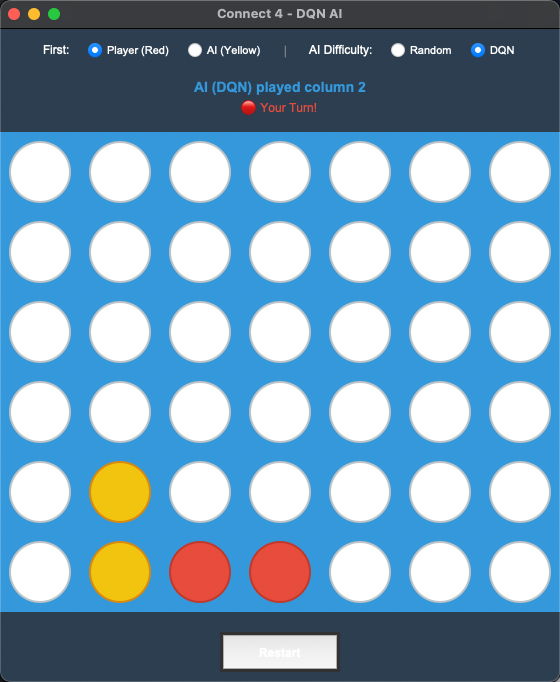 Connect 4 - DQN AI
First: Player (Red) AI (Yellow) | AI Difficulty: Random DQN
AI (DQN) played column 2
Your Turn!
Restart